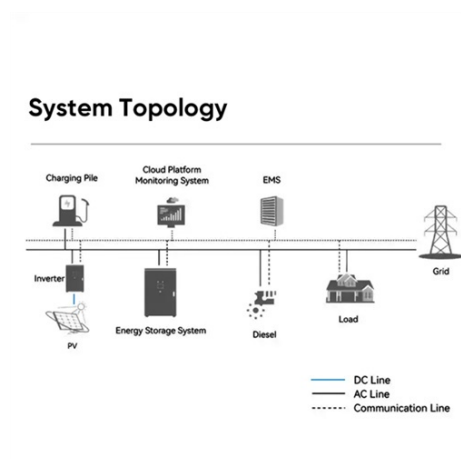 System Topology
Charging Pile
Cloud Platform
Monitoring System
EMS
Grid
Inverter
Energy Storage System
Diesel
Load
PV
DC Line
AC Line
Communication Line